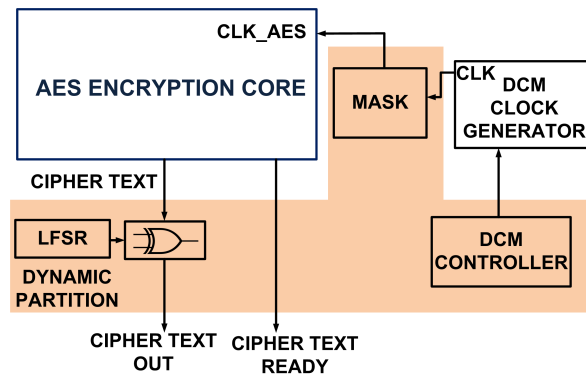 CLK_AES
AES ENCRYPTION CORE
MASK
CLK
DCM
CLOCK
GENERATOR
CIPHER TEXT
LFSR
DYNAMIC
PARTITION
DCM
CONTROLLER
CIPHER TEXT
OUT
CIPHER TEXT
READY